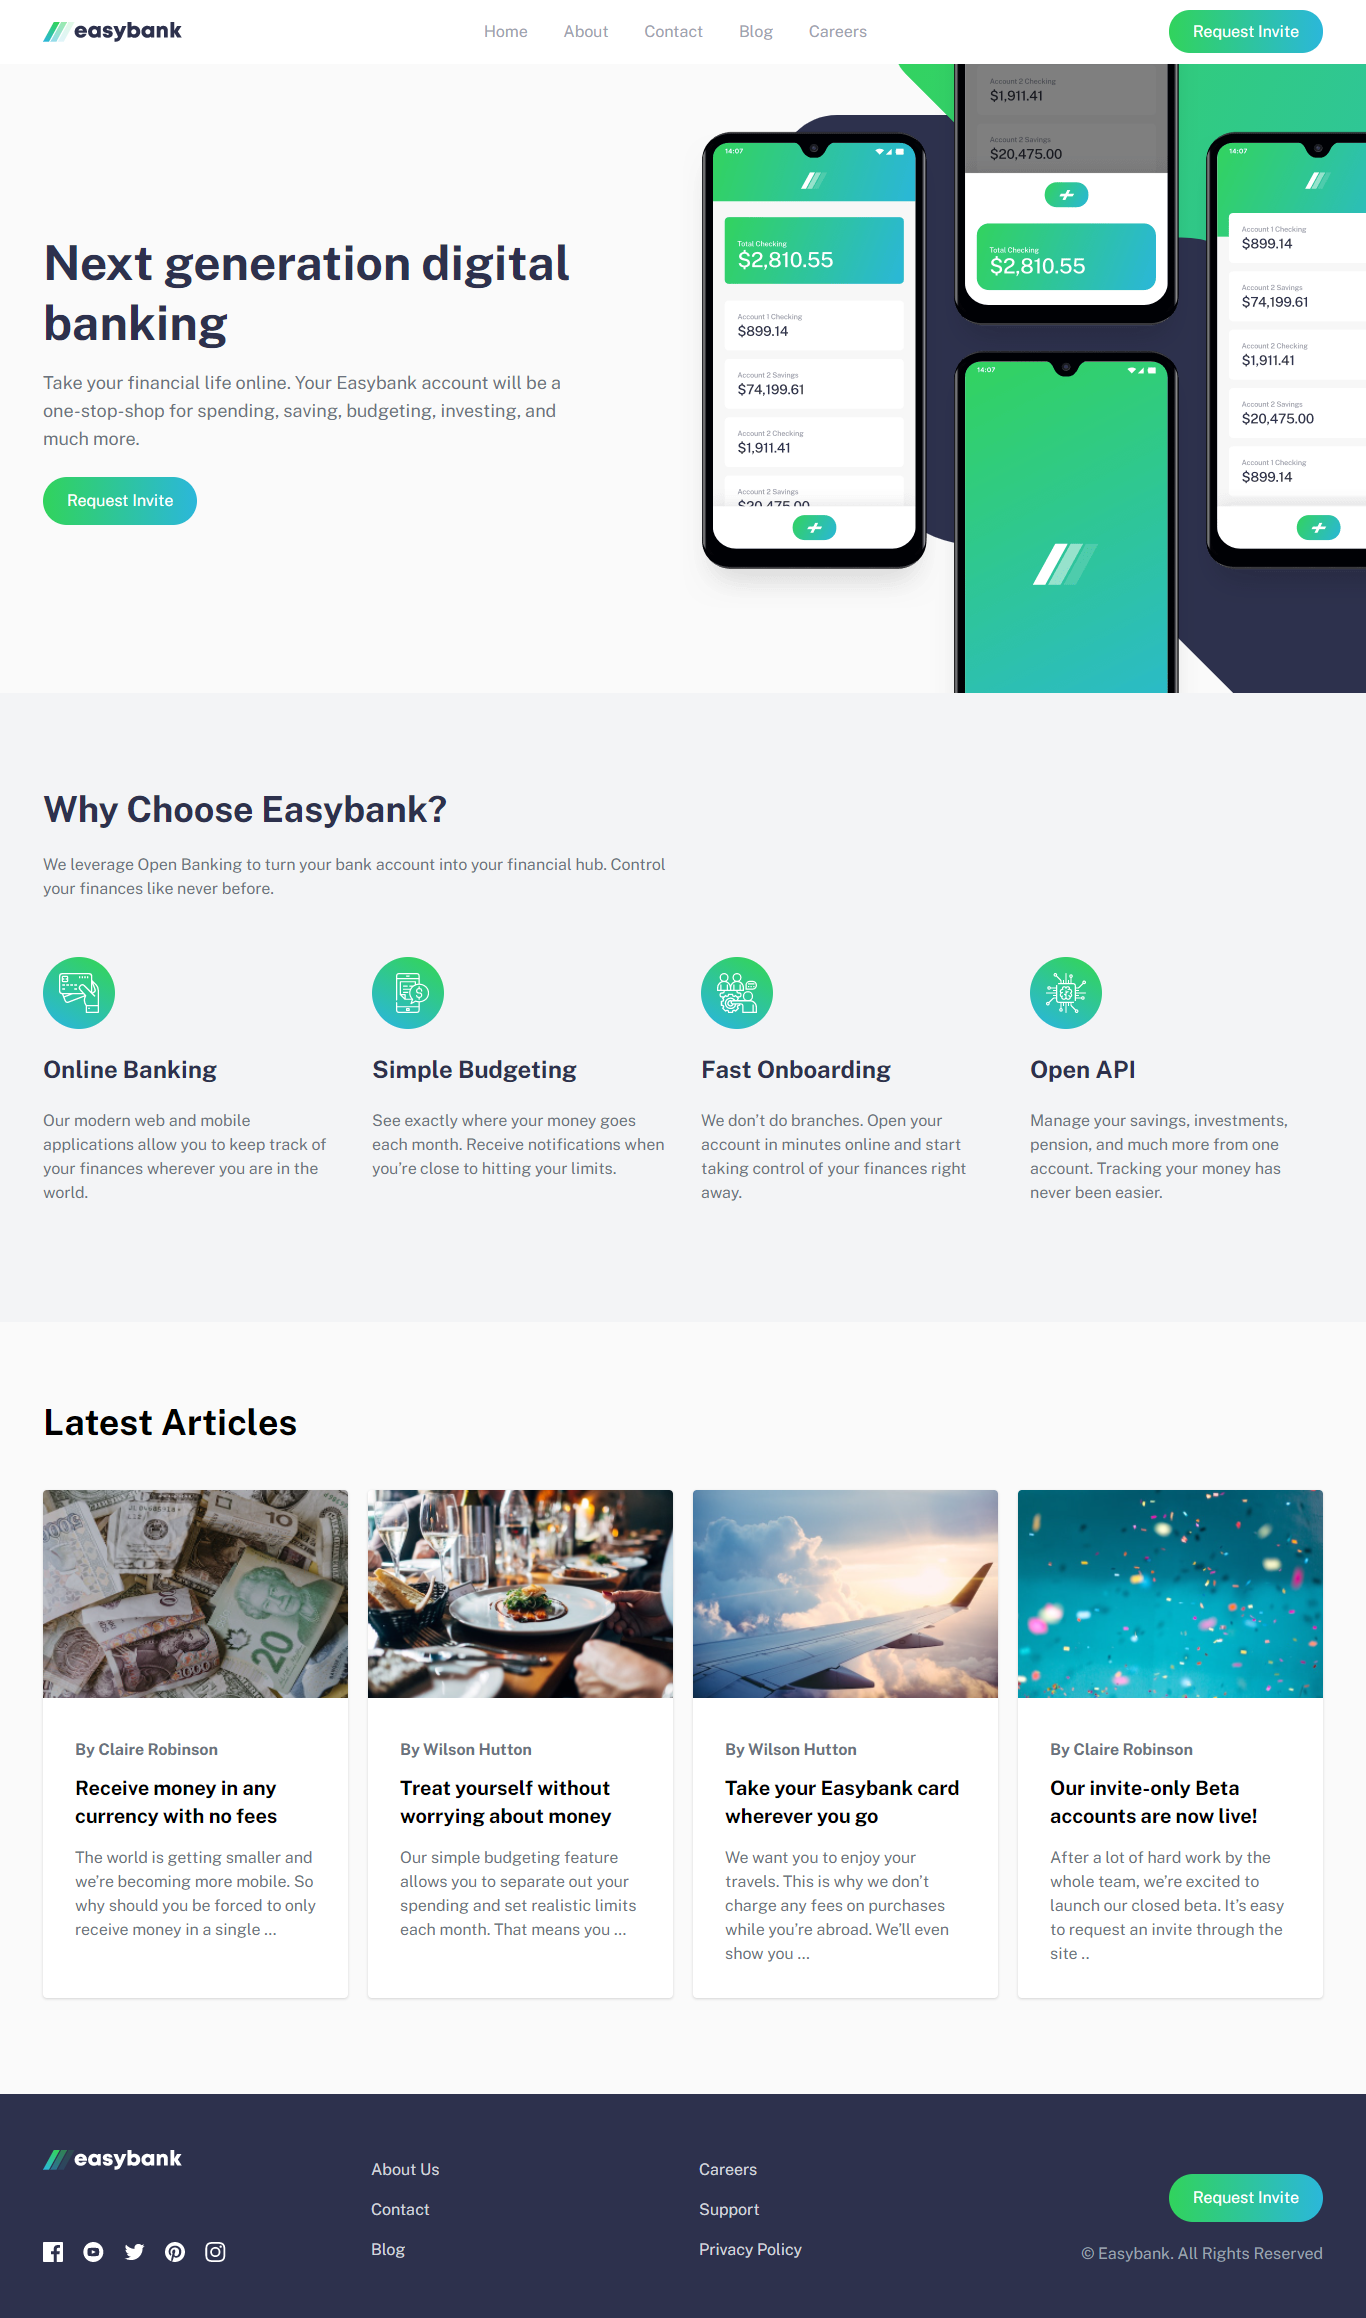 easybank
Home
About
Contact
Blog
Careers
Request Invite
Next generation digital
banking
Take your financial life online. Your Easybank account will be a
one-stop-shop for spending, saving, budgeting, investing, and
much more.
Request Invite
14:07
Total Checking
$2,810.55
Account 1 Checking
$899.14
Account 2 Savings
$74,199.61
Account 2 Checking
$1,911.41
Account 2 Savings
$20,475.00
Account 2 Checking
$1,911.41
Account 2 Savings
$20,475.00
Total Checking
$2,810.55
14:07
14:07
Account 1 Checking
$899.14
Account 2 Savings
$74,199.61
Account 2 Checking
$1,911.41
Account 2 Savings
$20,475.00
Account 1 Checking
$899.14
Why Choose Easybank?
We leverage Open Banking to turn your bank account into your financial hub. Control
your finances like never before.
Online Banking
Our modern web and mobile
applications allow you to keep track of
your finances wherever you are in the
world.
Simple Budgeting
See exactly where your money goes
each month. Receive notifications when
you’re close to hitting your limits.
Fast Onboarding
We don’t do branches. Open your
account in minutes online and start
taking control of your finances right
away.
Open API
Manage your savings, investments,
pension, and much more from one
account. Tracking your money has
never been easier.
Latest Articles
10
20
1000
By Claire Robinson
Receive money in any
currency with no fees
The world is getting smaller and
we’re becoming more mobile. So
why should you be forced to only
receive money in a single ...
By Wilson Hutton
Treat yourself without
worrying about money
Our simple budgeting feature
allows you to separate out your
spending and set realistic limits
each month. That means you ...
By Wilson Hutton
Take your Easybank card
wherever you go
We want you to enjoy your
travels. This is why we don’t
charge any fees on purchases
while you’re abroad. We’ll even
show you ...
By Claire Robinson
Our invite-only Beta
accounts are now live!
After a lot of hard work by the
whole team, we’re excited to
launch our closed beta. It’s easy
to request an invite through the
site ..
easybank
About Us
Contact
Blog
Careers
Support
Privacy Policy
Request Invite
© Easybank. All Rights Reserved